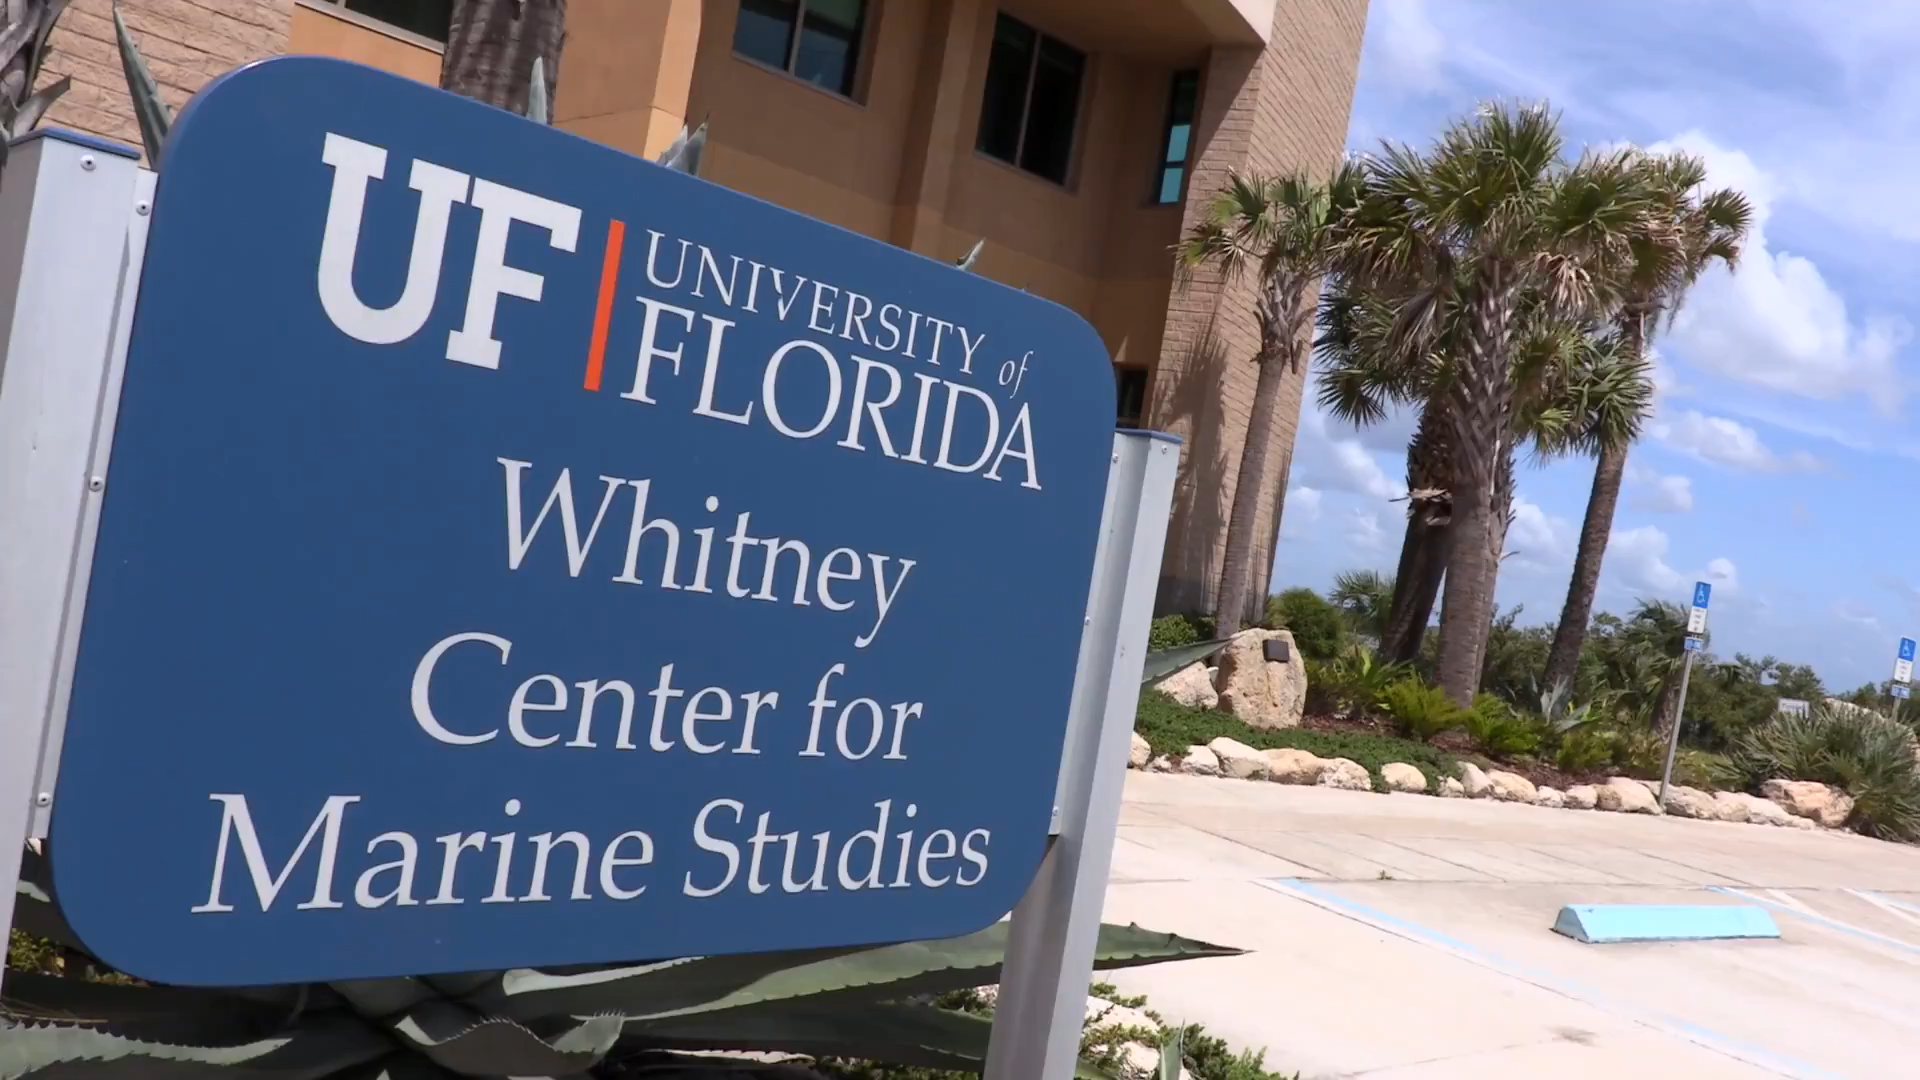 UF
UNIVERSITY of
FLORIDA
Whitney
Center for
Marine Studies